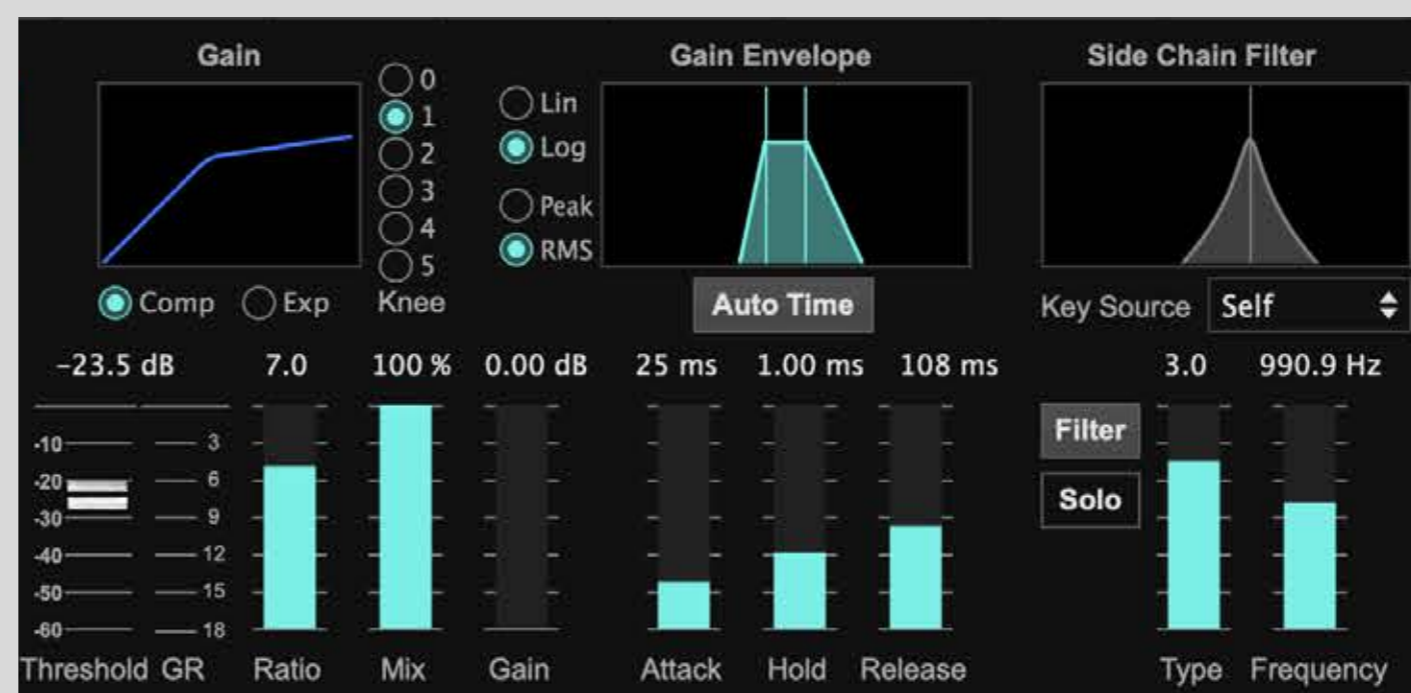 Gain
Gain Envelope
Side Chain Filter
0
1
2
3
4
5
Knee
Lin
Log
Peak
RMS
Comp
Exp
Auto Time
Key Source
Self
-23.5 dB
7.0
100 %
0.00 dB
25 ms
1.00 ms
108 ms
3.0
990.9 Hz
-10
-20
-30
-40
-50
-60
3
6
9
12
15
18
Filter
Solo
Threshold
GR
Ratio
Mix
Gain
Attack
Hold
Release
Type
Frequency